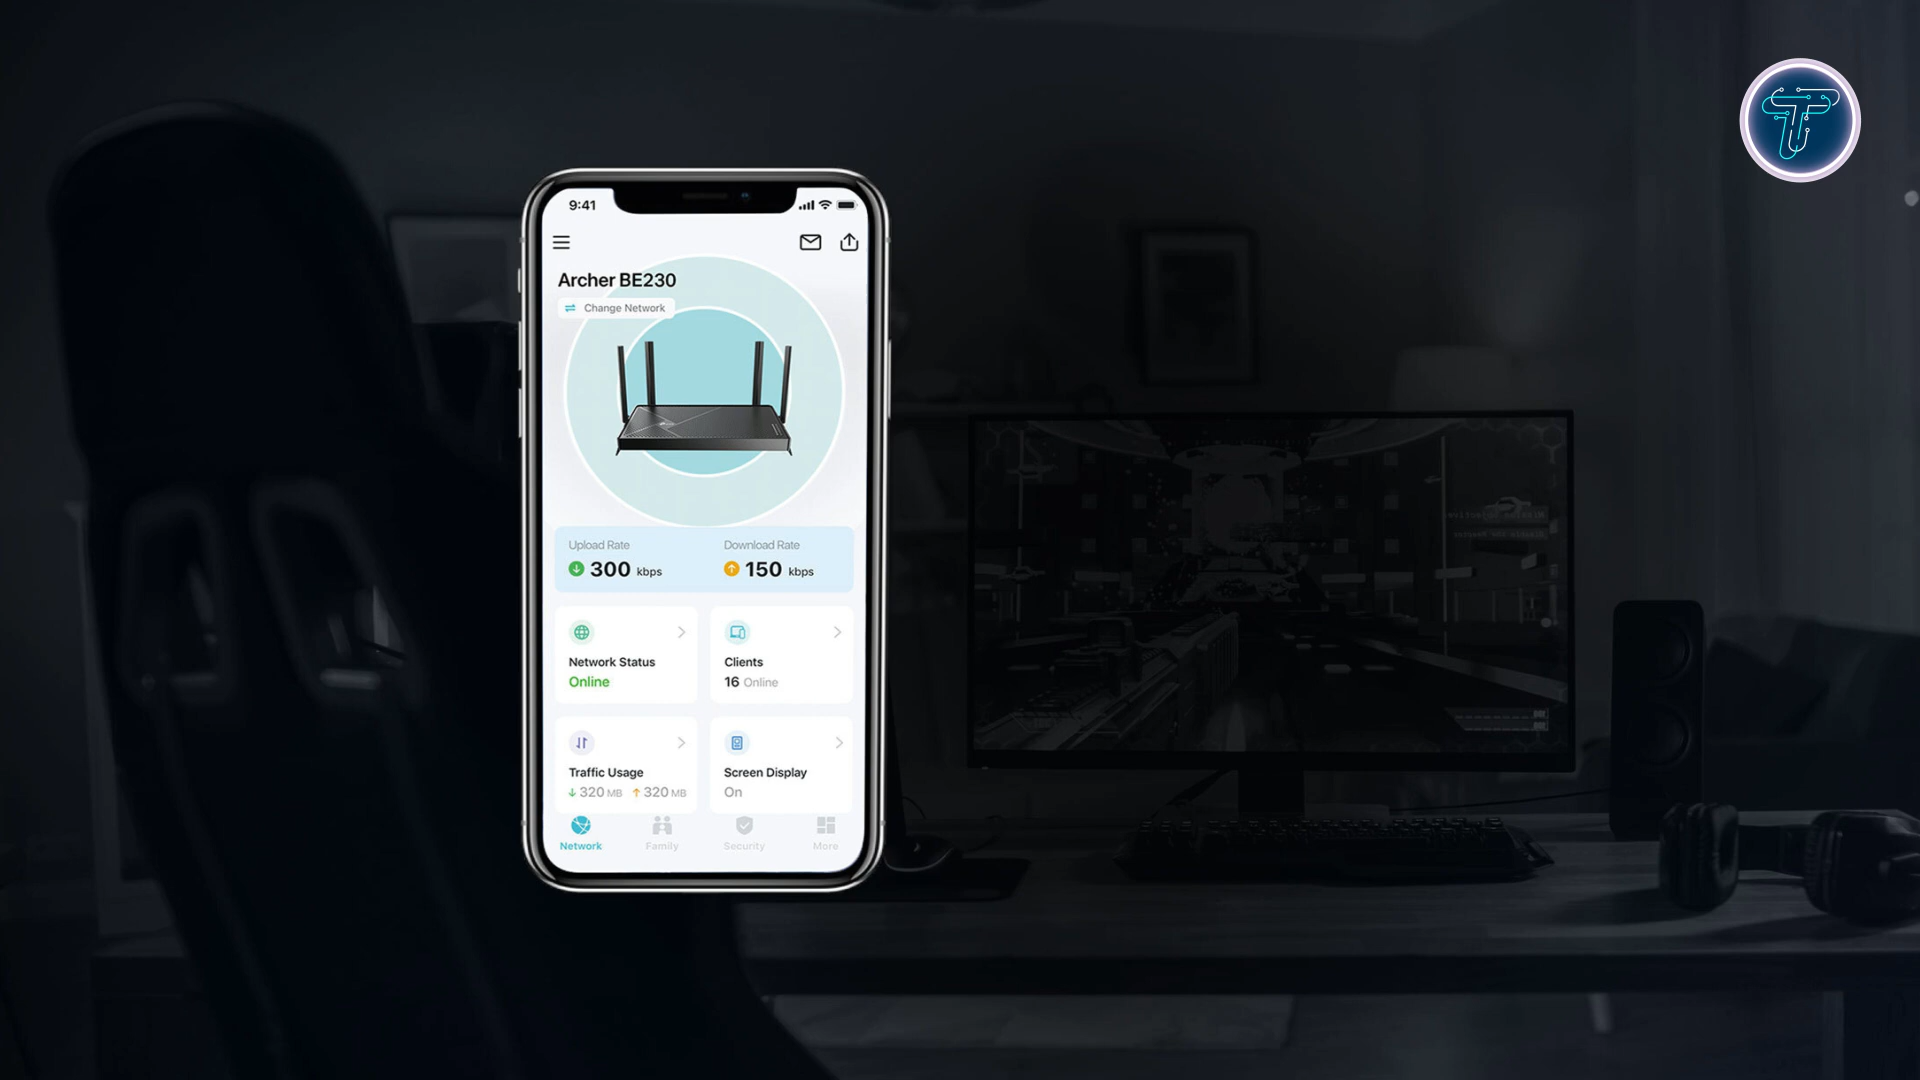 9:41
Archer BE230
Change Network
Upload Rate
300 kbps
Download Rate
150 kbps
Network Status
Online
Clients
16 Online
Traffic Usage
320 MB 320 MB
Screen Display
On
Network
Family
Security
More